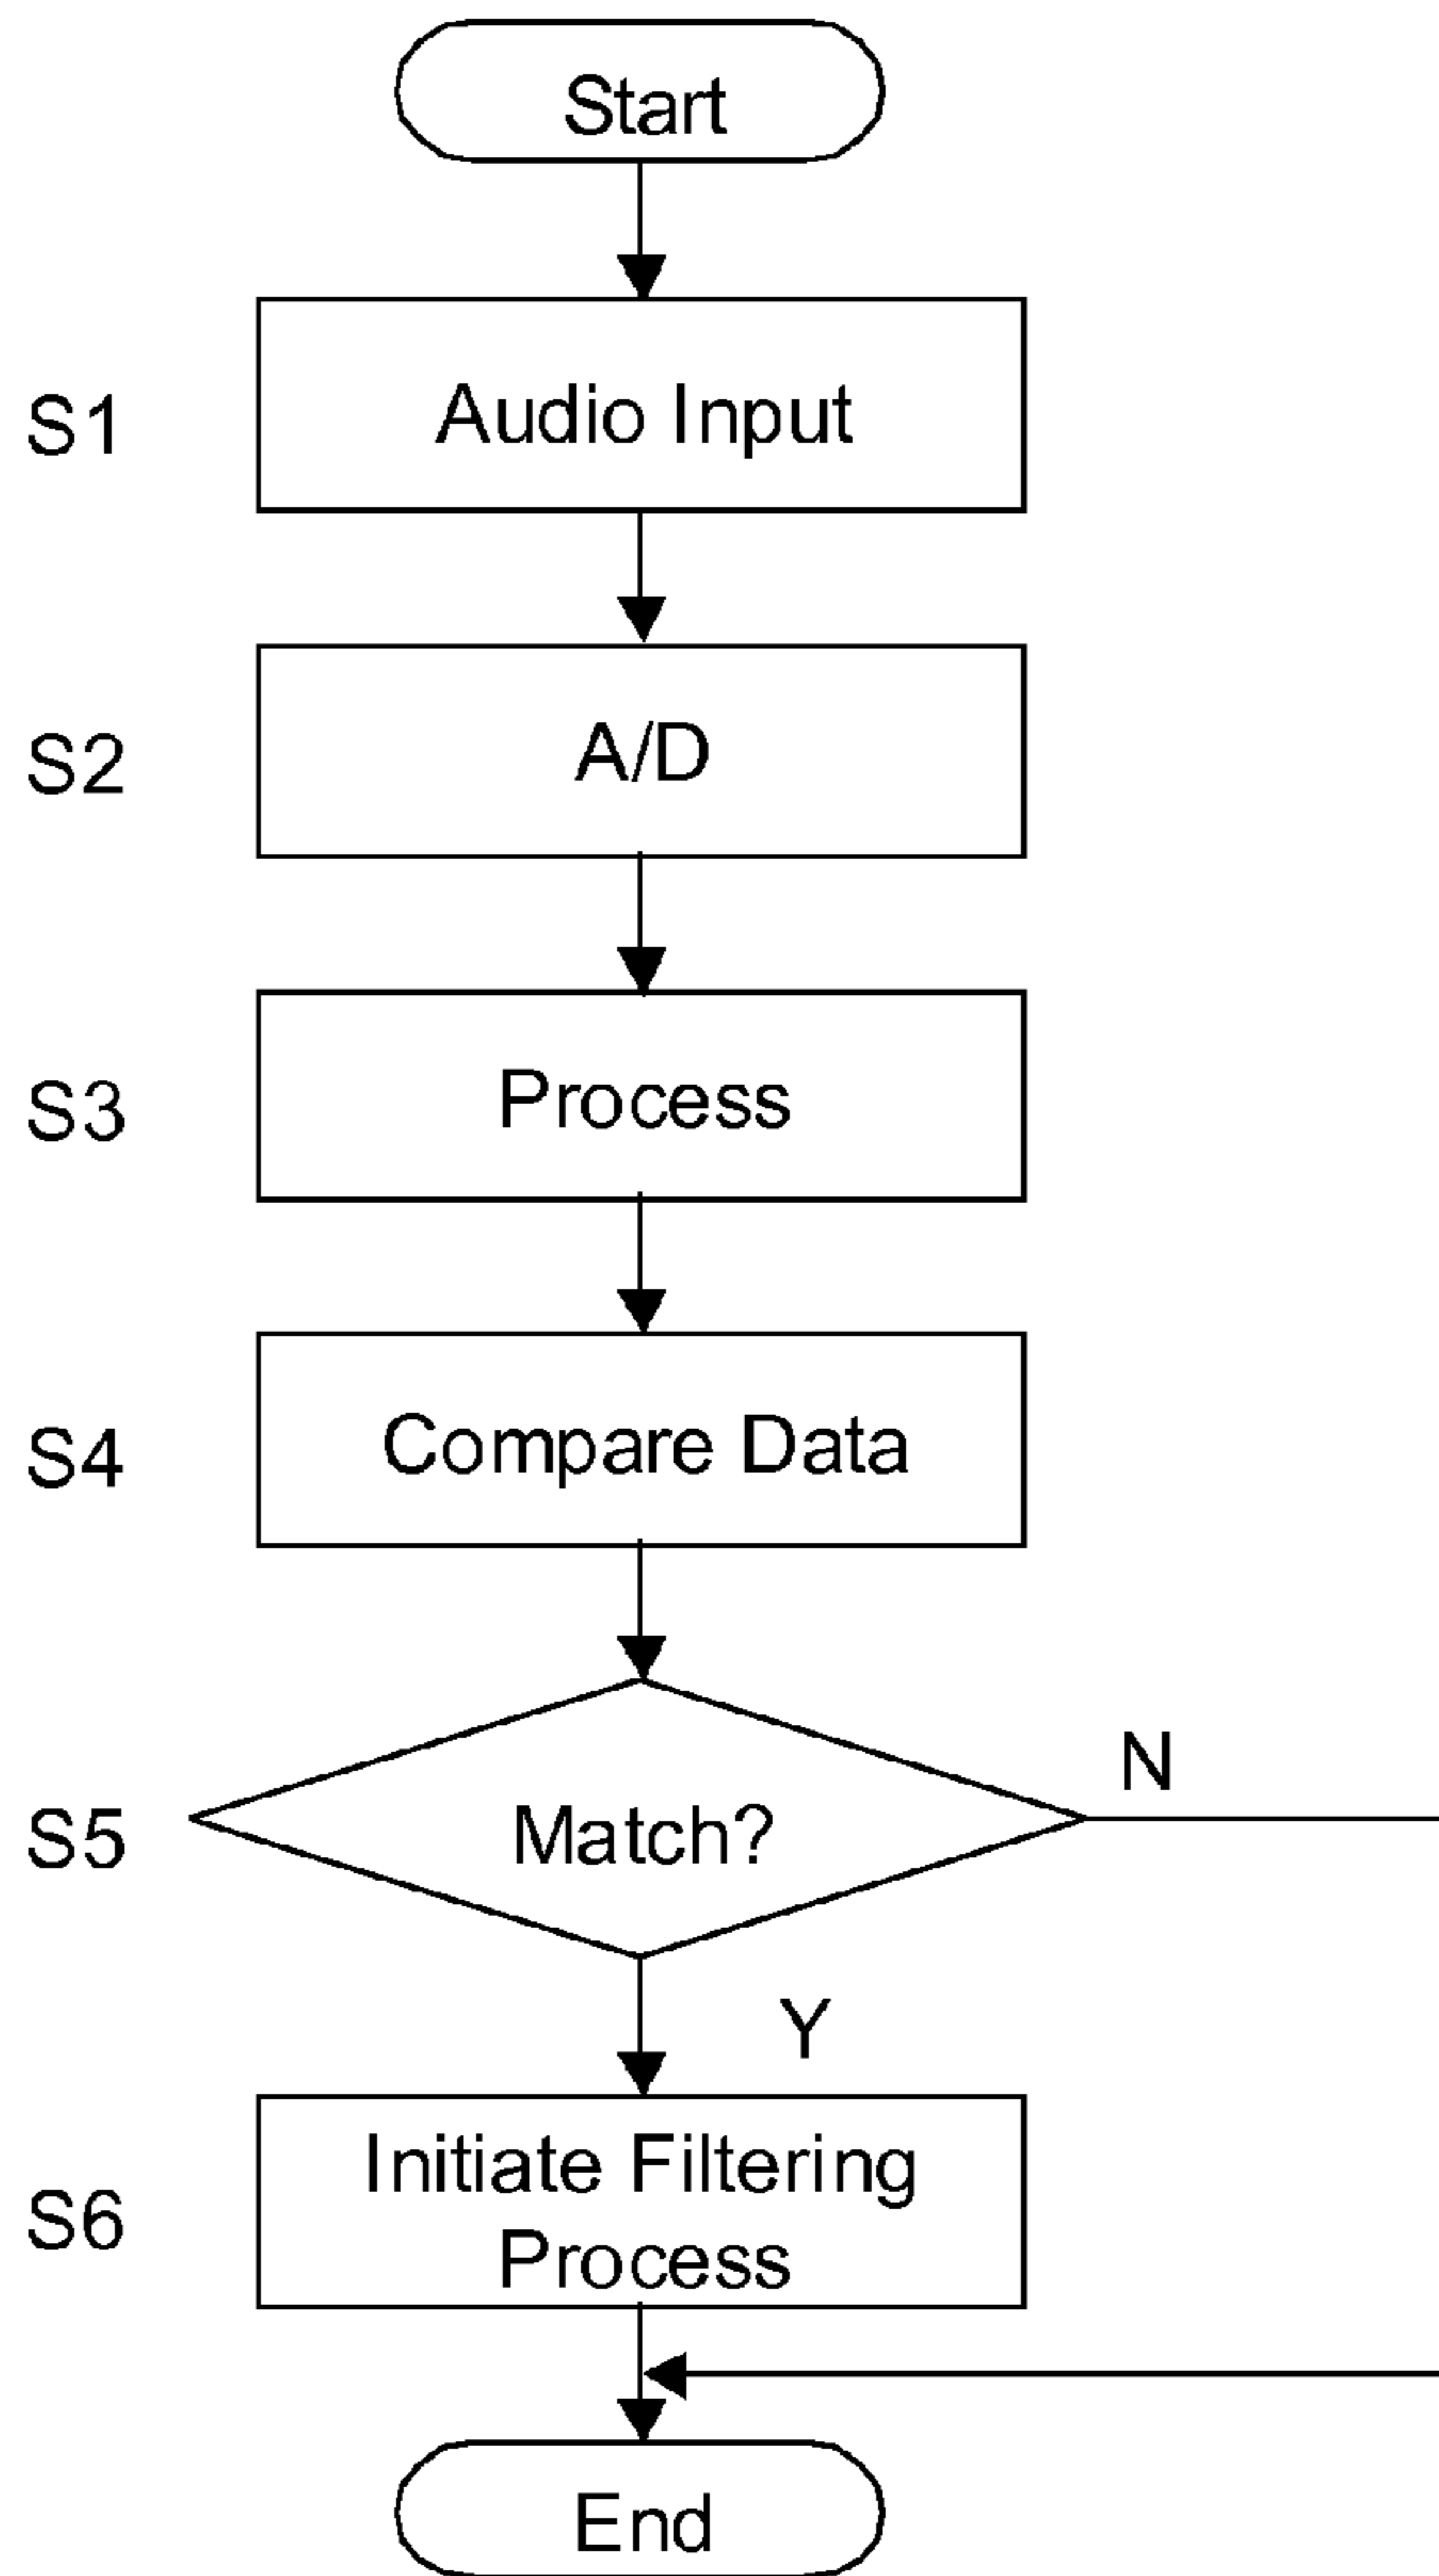 Start
S1
Audio Input
S2
A/D
S3
Process
S4
Compare Data
S5
Match?
N
Y
S6
Initiate Filtering
Process
End